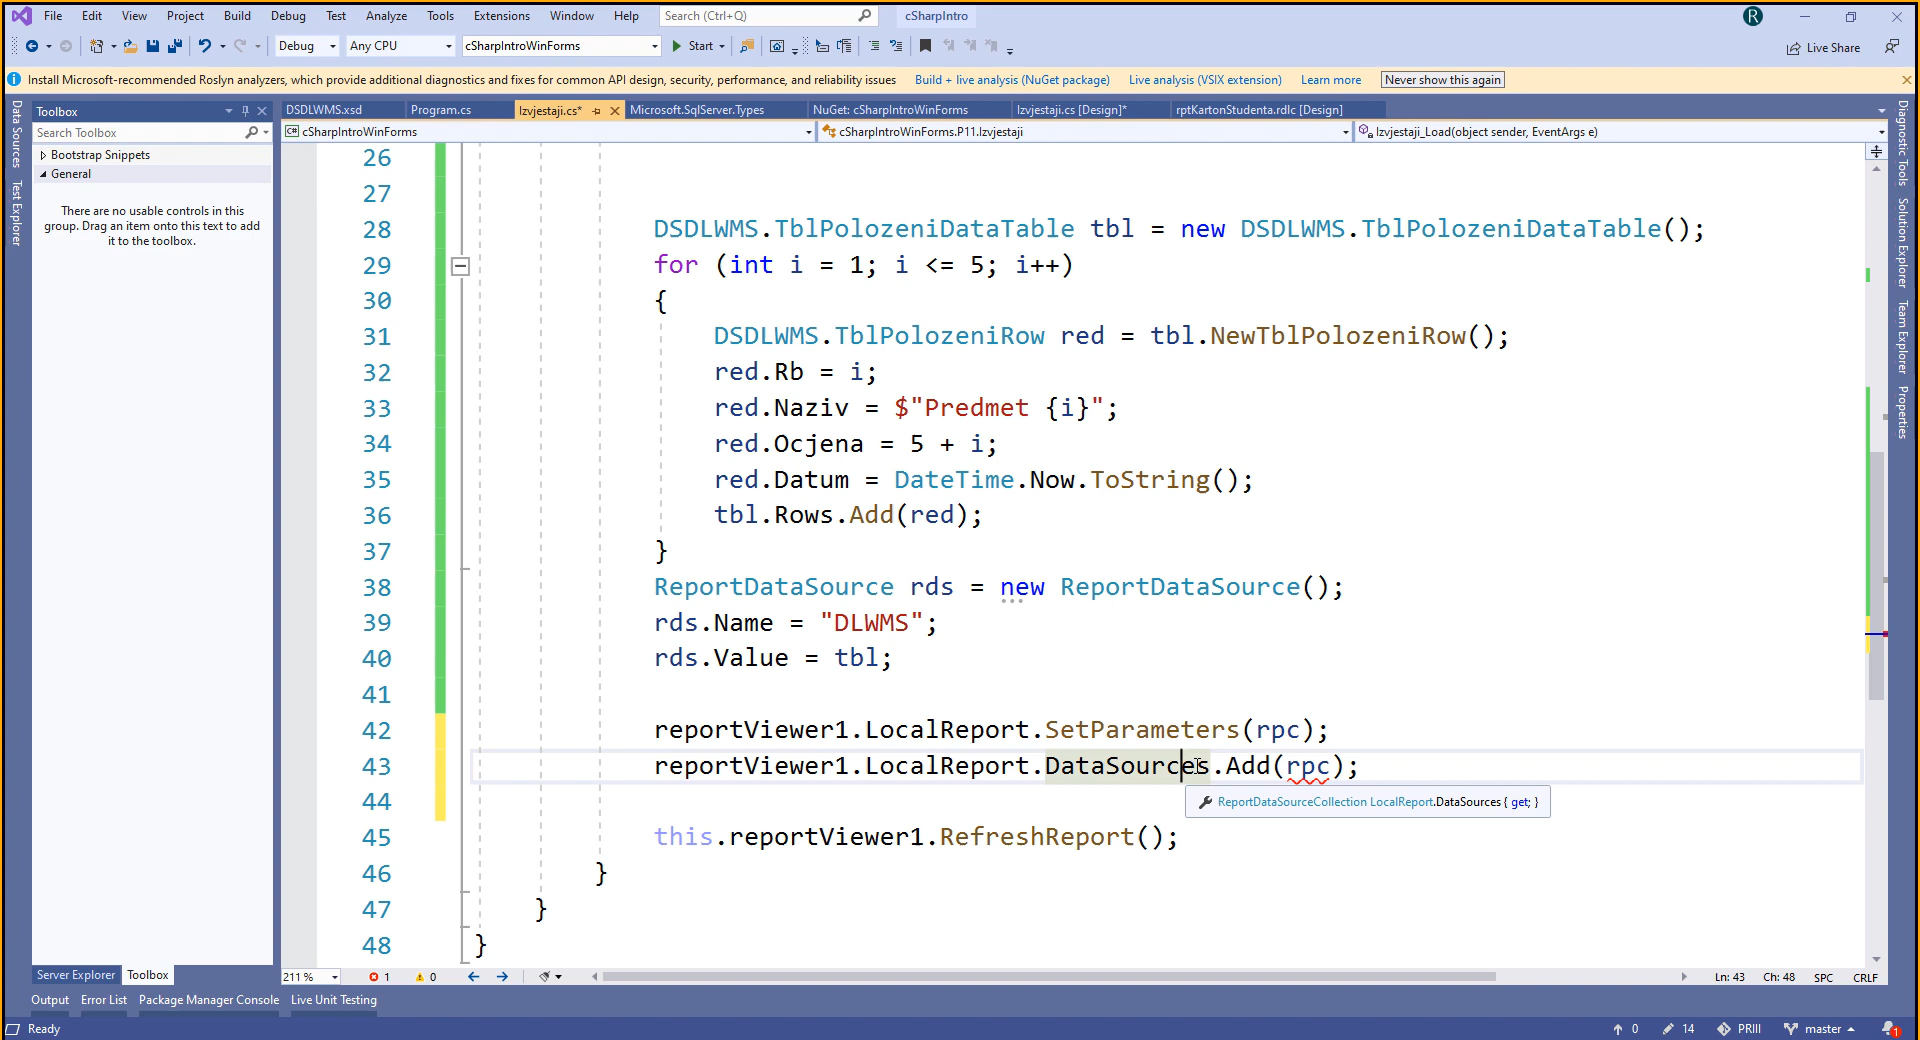 File Edit View Project Build Debug Test Analyze Tools Extensions Window Help Search (Ctrl+Q) cSharpIntro R
Debug Any CPU cSharpIntroWinForms Start Live Share
Install Microsoft-recommended Roslyn analyzers, which provide additional diagnostics and fixes for common API design, security, performance, and reliability issues Build + live analysis (NuGet package) Live analysis (VSIX extension) Learn more Never show this again
Data Sources
Test Explorer
Toolbox
Search Toolbox
Bootstrap Snippets
General
There are no usable controls in this
group. Drag an item onto this text to add
it to the toolbox.
Server Explorer Toolbox
DSDLWMS.xsd Program.cs Izvjestaji.cs* Microsoft.SqlServer.Types NuGet: cSharpIntroWinForms Izvjestaji.cs [Design]* rptKartonStudenta.rdlc [Design]
cSharpIntroWinForms cSharpIntroWinForms.P11.Izvjestaji Izvjestaji_Load(object sender, EventArgs e)
26
27
28 DSDLWMS.TblPolozeniDataTable tbl = new DSDLWMS.TblPolozeniDataTable();
29 for (int i = 1; i <= 5; i++)
30 {
31 DSDLWMS.TblPolozeniRow red = tbl.NewTblPolozeniRow();
32 red.Rb = i;
33 red.Naziv = $"Predmet {i}";
34 red.Ocjena = 5 + i;
35 red.Datum = DateTime.Now.ToString();
36 tbl.Rows.Add(red);
37 }
38 ReportDataSource rds = new ReportDataSource();
39 rds.Name = "DLWMS";
40 rds.Value = tbl;
41
42 reportViewer1.LocalReport.SetParameters(rpc);
43 reportViewer1.LocalReport.DataSources.Add(rpc);
ReportDataSourceCollection LocalReport.DataSources { get; }
44
45 this.reportViewer1.RefreshReport();
46 }
47 }
48 }
211 % 1 0 Ln: 43 Ch: 48 SPC CRLF
Diagnostic Tools
Solution Explorer
Team Explorer
Properties
Output Error List Package Manager Console Live Unit Testing
Ready 0 14 PRIII master 1